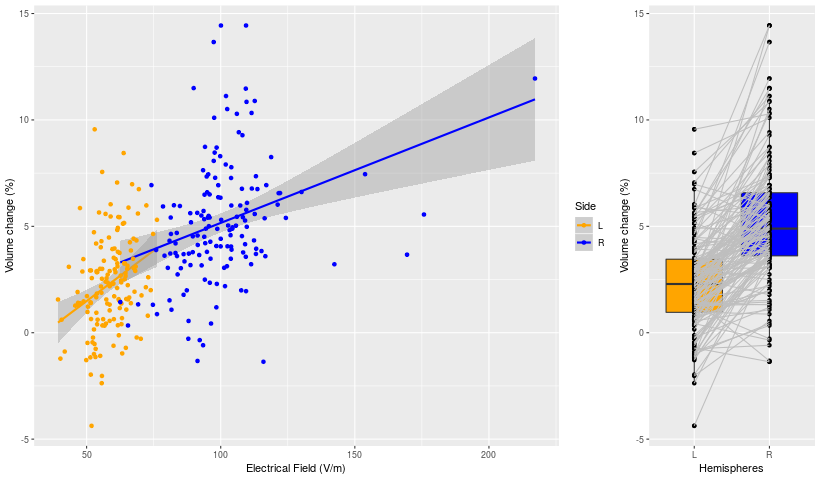 15
10
5
0
-5
Volume change (%)
50
100
150
200
Electrical Field (V/m)
Side
L
R
15
10
5
0
-5
Volume change (%)
L
R
Hemispheres